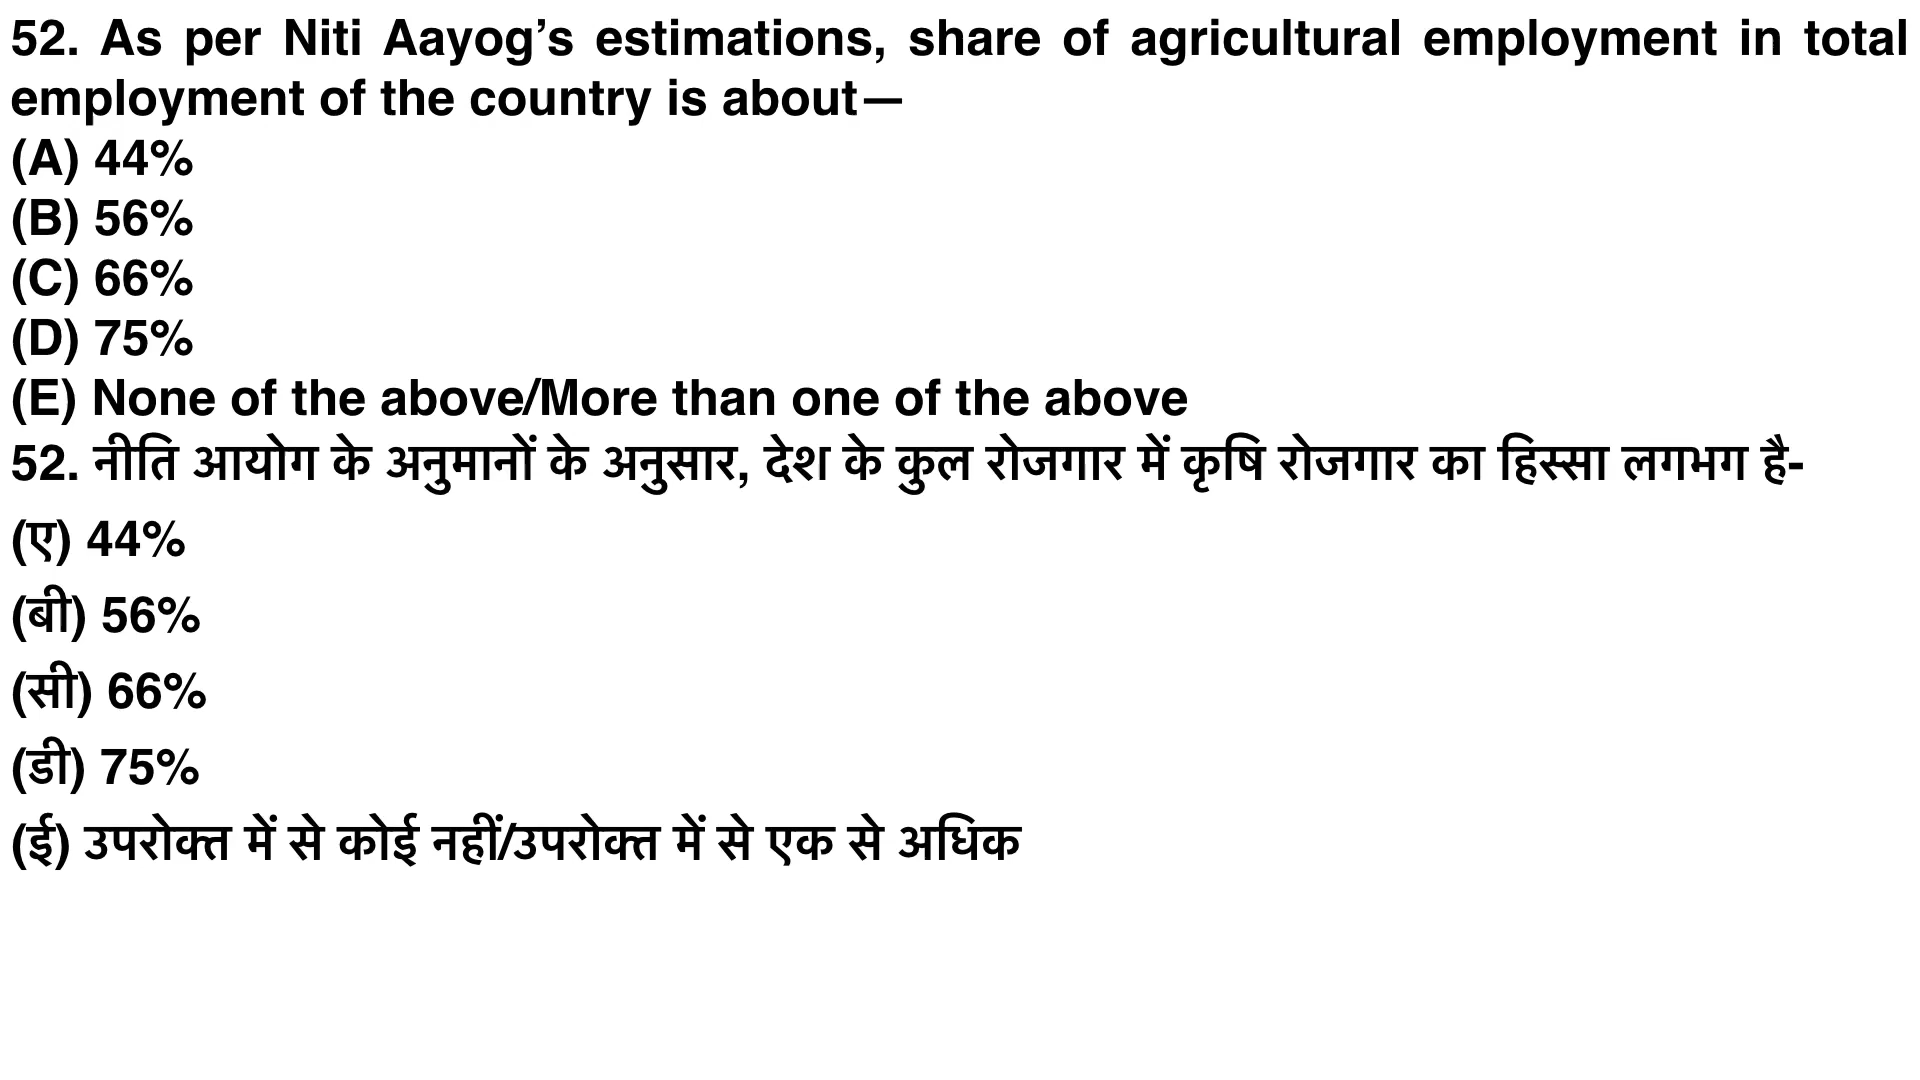 52. As per Niti Aayog’s estimations, share of agricultural employment in total
employment of the country is about—
(A) 44%
(B) 56%
(C) 66%
(D) 75%
(E) None of the above/More than one of the above
52. नीति आयोग के अनुमानों के अनुसार, देश के कुल रोजगार में कृषि रोजगार का हिस्सा लगभग है-
(ए) 44%
(बी) 56%
(सी) 66%
(डी) 75%
(ई) उपरोक्त में से कोई नहीं/उपरोक्त में से एक से अधिक